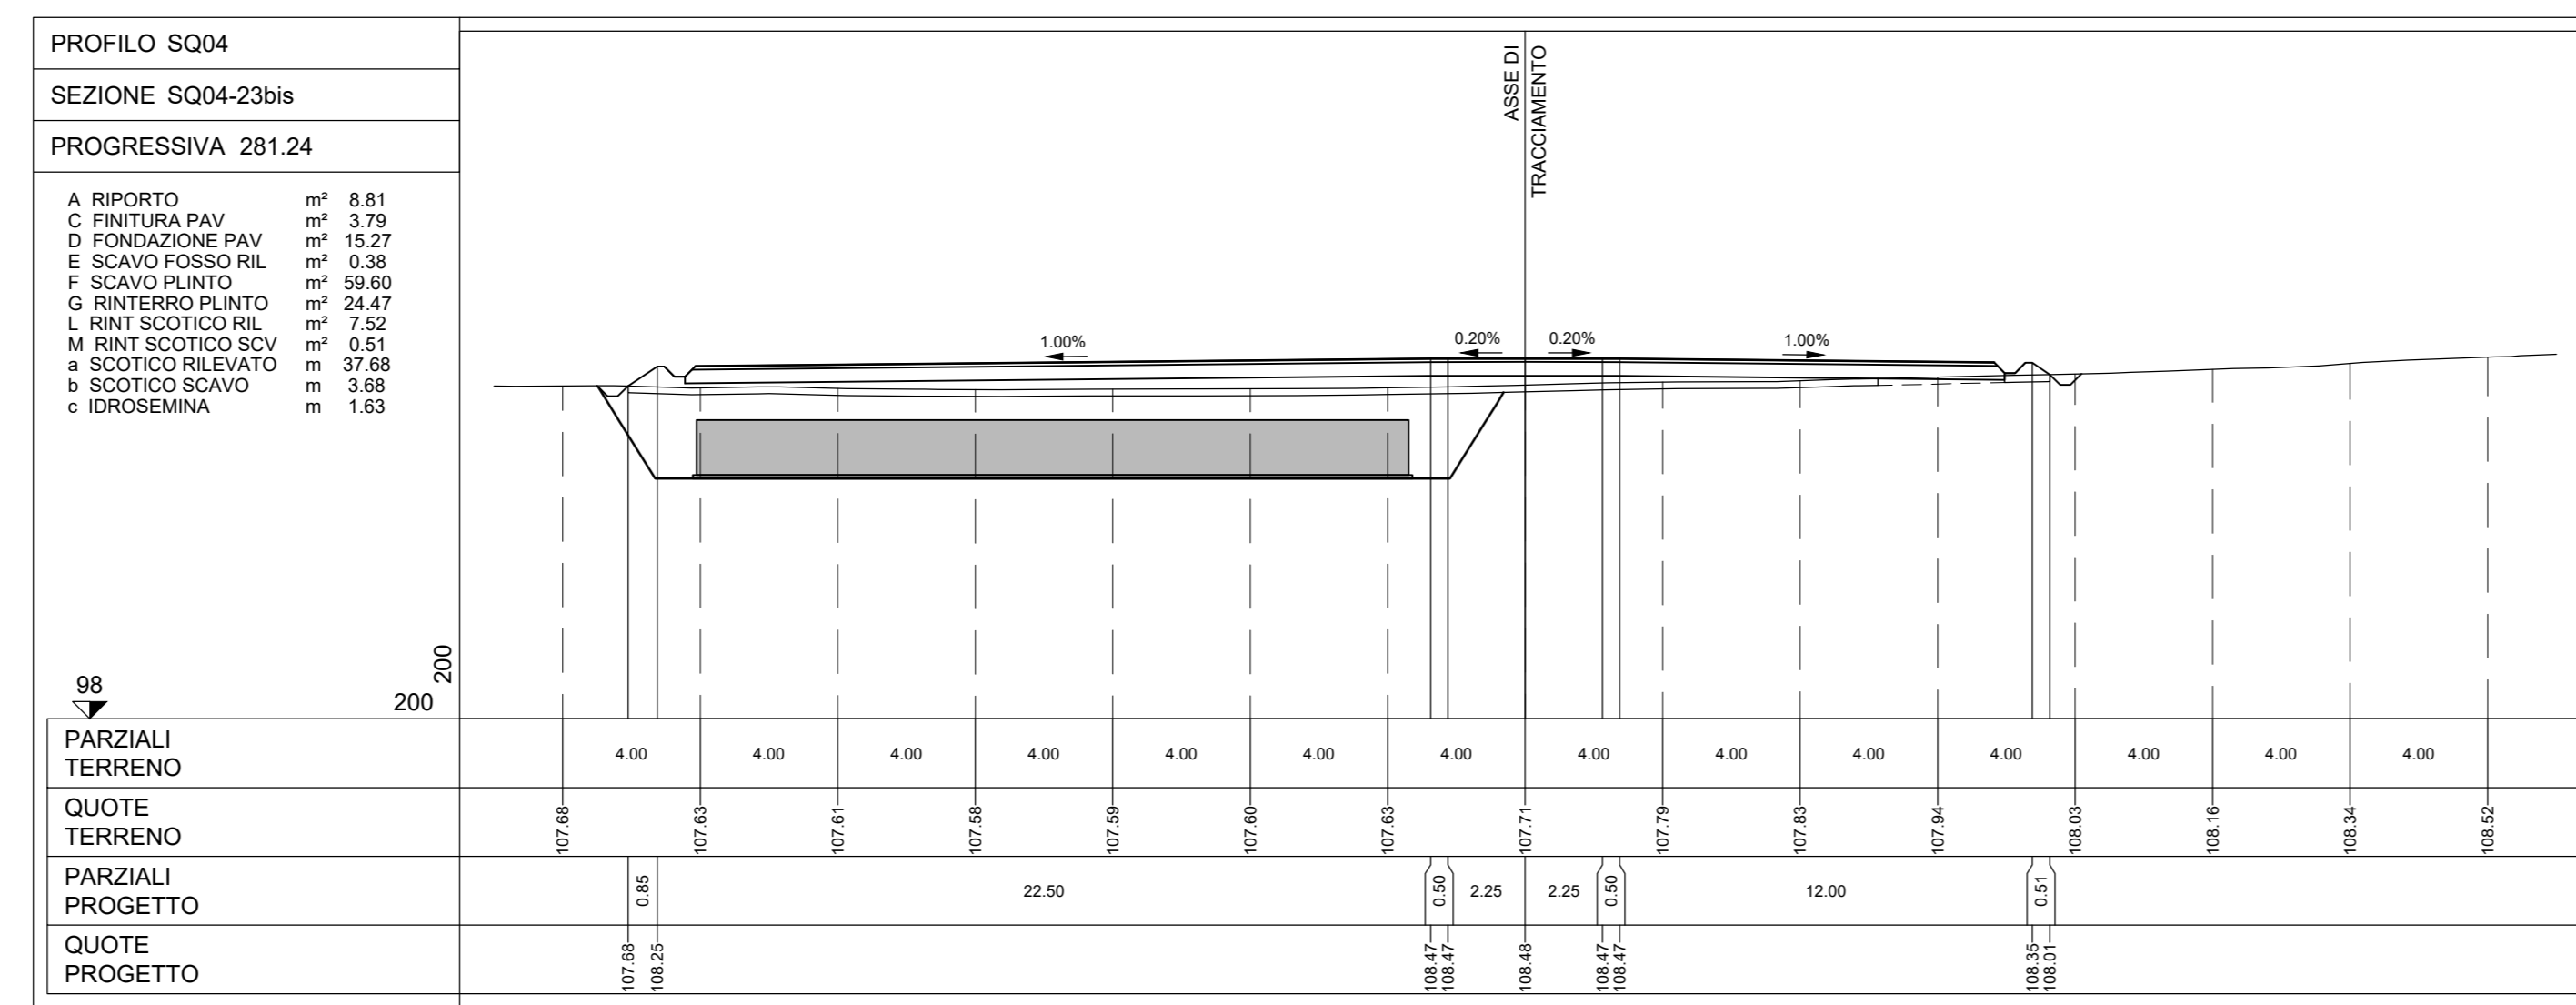 PROFILO SQ04
SEZIONE SQ04-23bis
PROGRESSIVA 281.24
A RIPORTO m² 8.81
C FINITURA PAV m² 3.79
D FONDAZIONE PAV m² 15.27
E SCAVO FOSSO RIL m² 0.38
F SCAVO PLINTO m² 59.60
G RINTERRO PLINTO m² 24.47
L RINT SCOTICO RIL m² 7.52
M RINT SCOTICO SCV m² 0.51
a SCOTICO RILEVATO m 37.68
b SCOTICO SCAVO m 3.68
c IDROSEMINA m 1.63
98
200
200
ASSE DI
TRACCIAMENTO
1.00% 0.20% 0.20% 1.00%
PARZIALI
TERRENO
4.00 4.00 4.00 4.00 4.00 4.00 4.00 4.00 4.00 4.00 4.00 4.00 4.00 4.00
QUOTE
TERRENO
107.68 107.63 107.61 107.58 107.59 107.60 107.63 107.71 107.79 107.83 107.94 108.03 108.16 108.34 108.52
PARZIALI
PROGETTO
0.85 22.50 0.50 2.25 2.25 0.50 12.00 0.51
QUOTE
PROGETTO
107.68 108.25 108.47 108.47 108.48 108.47 108.47 108.35 108.01